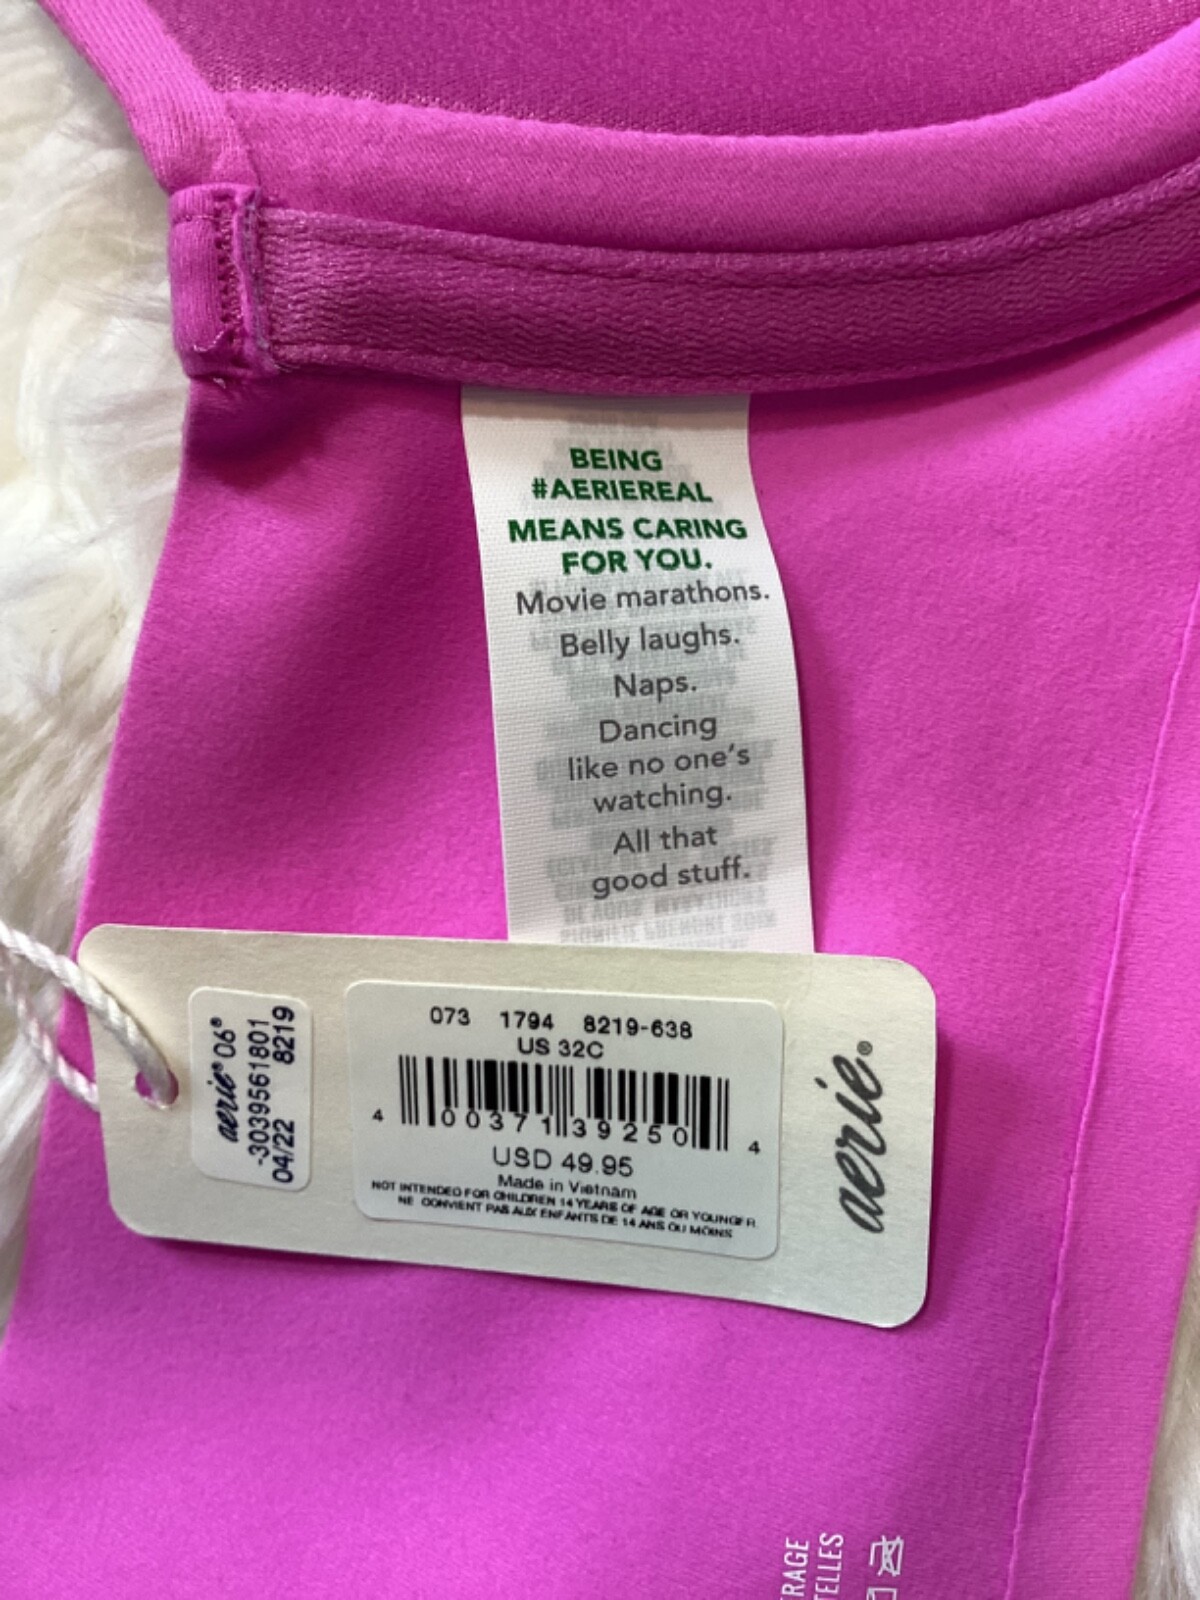 BEING
#AERIEREAL
MEANS CARING
FOR YOU.
Movie marathons.
Belly laughs.
Naps.
Dancing
like no one's
watching.
All that
good stuff.
aerie® 06®
-3039561801
04/22 8219
073 1794 8219-638
US 32C
4 00371 39250 4
USD 49.95
Made in Vietnam
NOT INTENDED FOR CHILDREN 14 YEARS OF AGE OR YOUNGER.
NE CONVIENT PAS AUX ENFANTS DE 14 ANS OU MOINS
aerie®
RAGE
TELLES